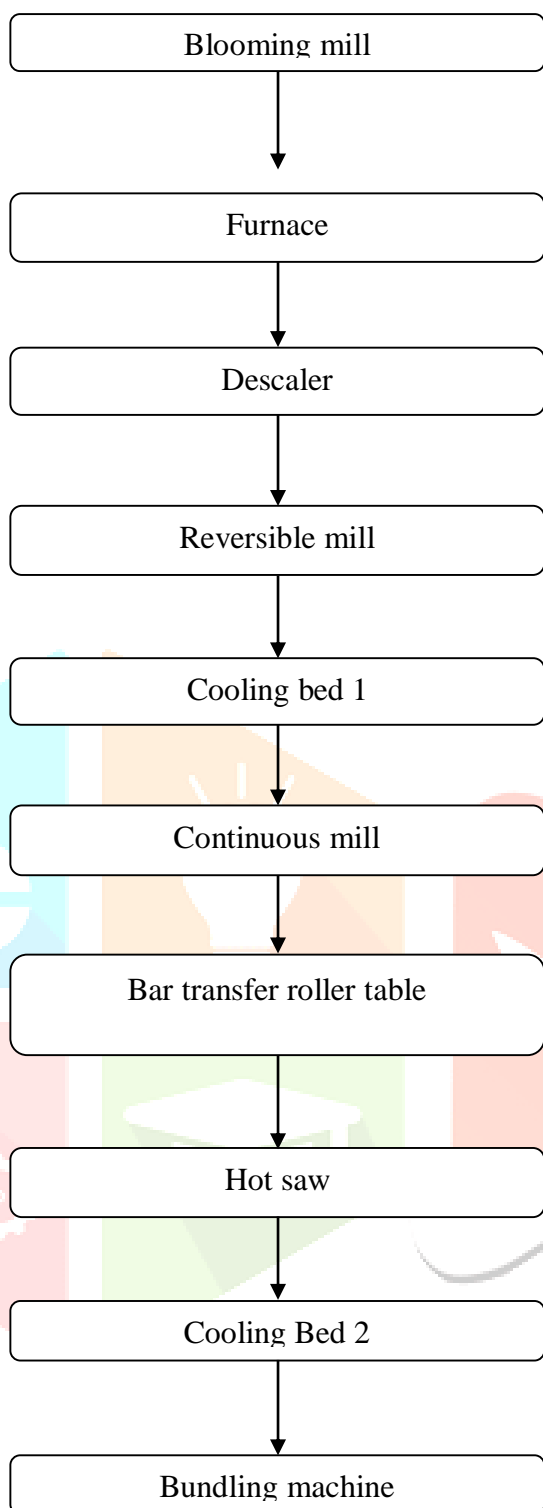 Blooming mill
Furnace
Descaler
Reversible mill
Cooling bed 1
Continuous mill
Bar transfer roller table
Hot saw
Cooling Bed 2
Bundling machine